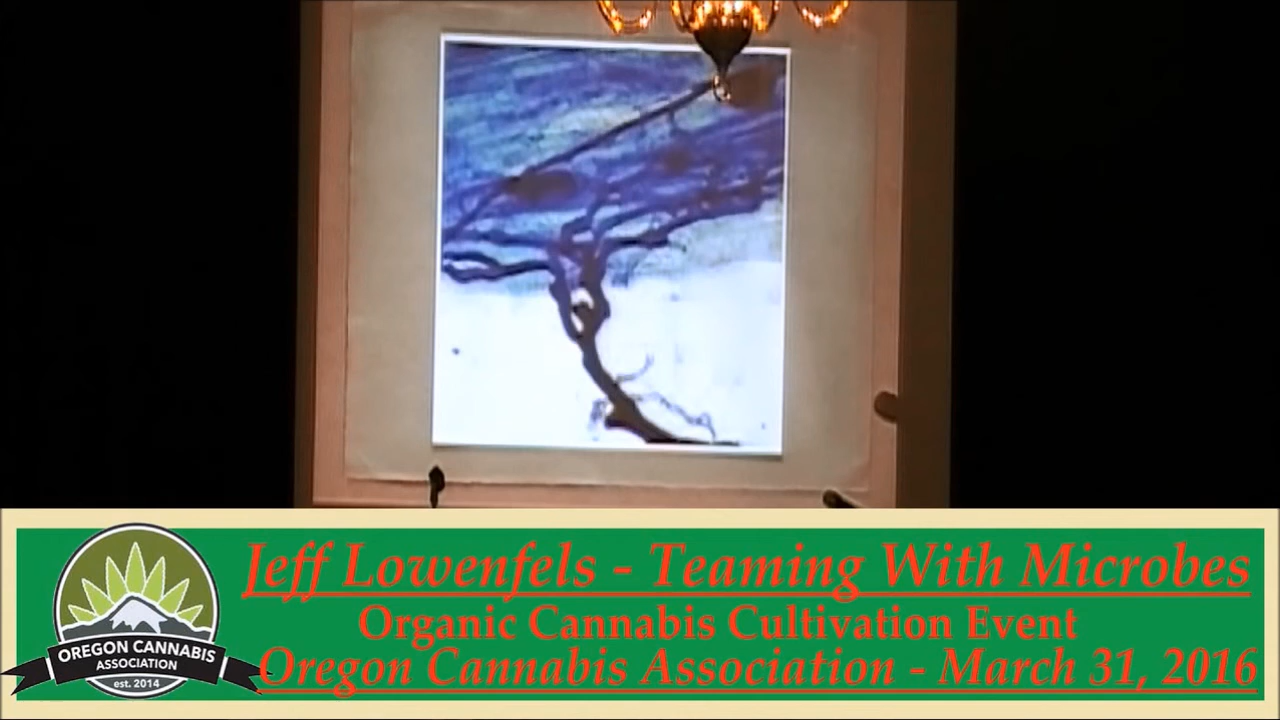 Jeff Lowenfels - Teaming With Microbes
Organic Cannabis Cultivation Event
Oregon Cannabis Association - March 31, 2016
OREGON CANNABIS
ASSOCIATION
est. 2014